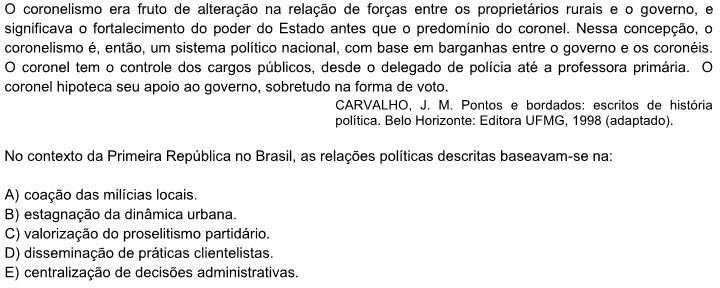 O coronelismo era fruto de alteração na relação de forças entre os proprietários rurais e o governo, e
significava o fortalecimento do poder do Estado antes que o predomínio do coronel. Nessa concepção, o
coronelismo é, então, um sistema político nacional, com base em barganhas entre o governo e os coronéis.
O coronel tem o controle dos cargos públicos, desde o delegado de polícia até a professora primária. O
coronel hipoteca seu apoio ao governo, sobretudo na forma de voto.
CARVALHO, J. M. Pontos e bordados: escritos de história
política. Belo Horizonte: Editora UFMG, 1998 (adaptado).
No contexto da Primeira República no Brasil, as relações políticas descritas baseavam-se na:
A) coação das milícias locais.
B) estagnação da dinâmica urbana.
C) valorização do proselitismo partidário.
D) disseminação de práticas clientelistas.
E) centralização de decisões administrativas.